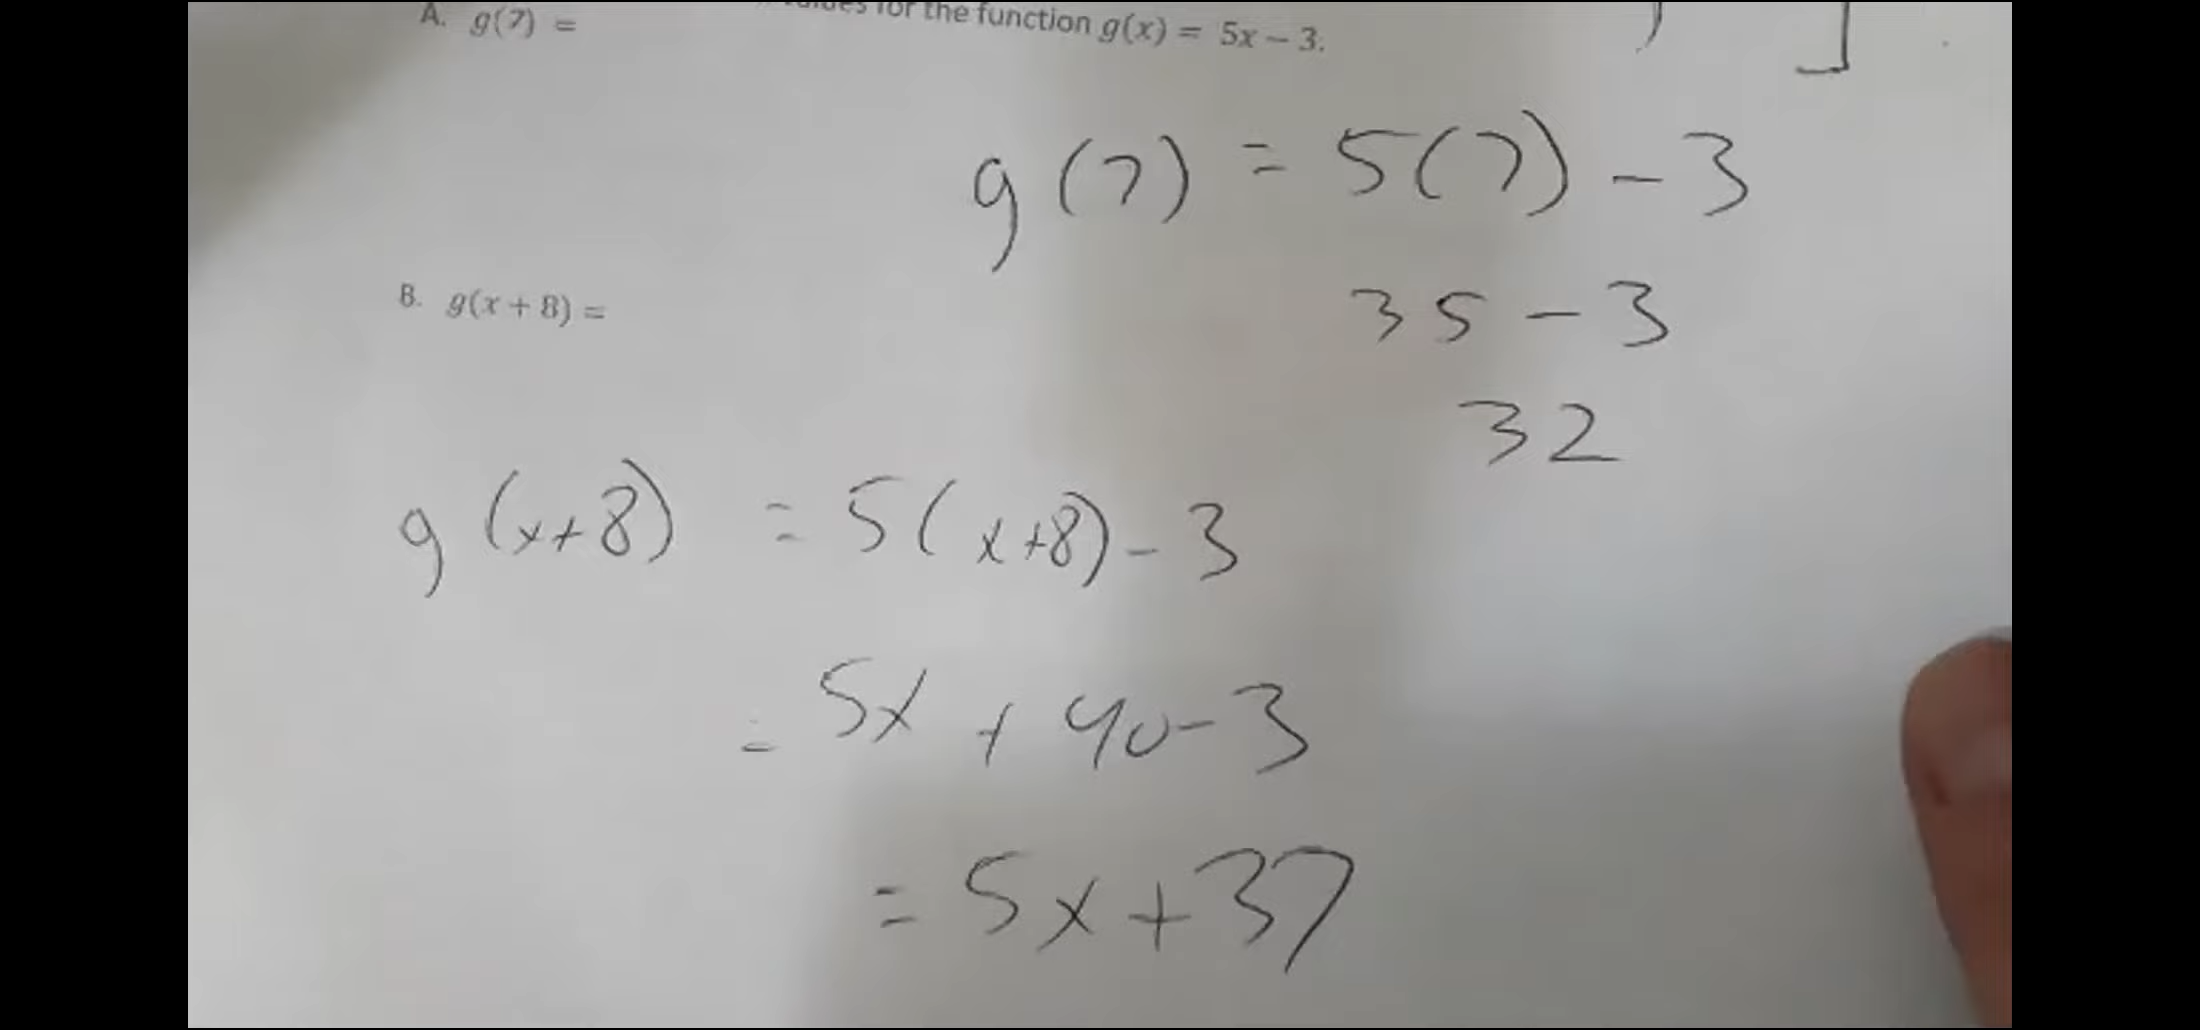 for the function g(x) = 5x − 3.
A. g(7) =
g(7) = 5(7) - 3
35 - 3
32
B. g(x + 8) =
g(x+8) = 5(x+8) - 3
= 5x + 40 - 3
= 5x + 37